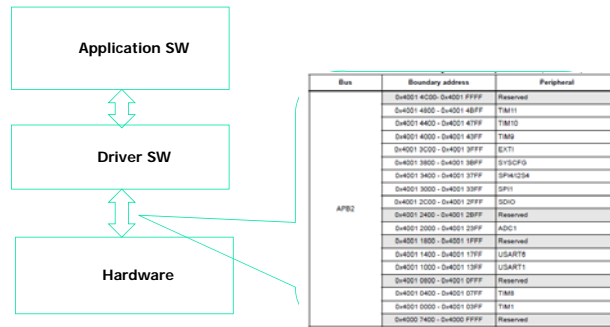 Application SW
Driver SW
Hardware
Bus Boundary address Peripheral
APB2
0x4001 4C00- 0x4001 FFFF Reserved
0x4001 4800 - 0x4001 4BFF TIM11
0x4001 4400 - 0x4001 47FF TIM10
0x4001 4000 - 0x4001 43FF TIM9
0x4001 3C00 - 0x4001 3FFF EXTI
0x4001 3800 - 0x4001 3BFF SYSCFG
0x4001 3400 - 0x4001 37FF SPI4/I2S4
0x4001 3000 - 0x4001 33FF SPI1
0x4001 2C00 - 0x4001 2FFF SDIO
0x4001 2400 - 0x4001 2BFF Reserved
0x4001 2000 - 0x4001 23FF ADC1
0x4001 1800 - 0x4001 1FFF Reserved
0x4001 1400 - 0x4001 17FF USART6
0x4001 1000 - 0x4001 13FF USART1
0x4001 0800 - 0x4001 0FFF Reserved
0x4001 0400 - 0x4001 07FF TIM8
0x4001 0000 - 0x4001 03FF TIM1
0x4000 7400 - 0x4000 FFFF Reserved